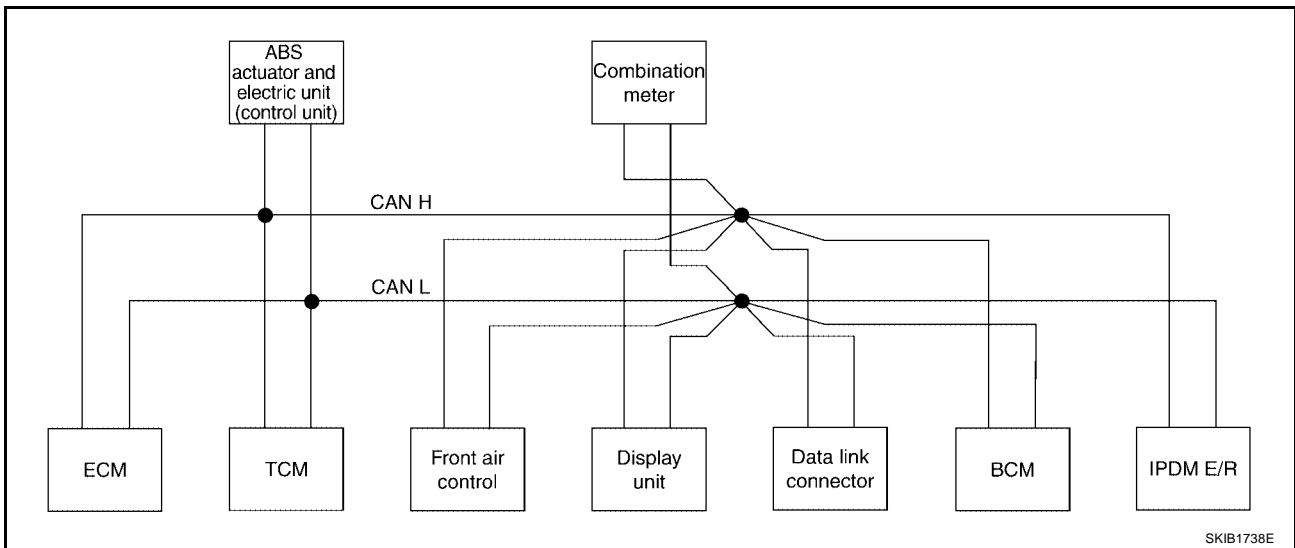 ABS
actuator and
electric unit
(control unit)
Combination
meter
CAN H
CAN L
ECM
TCM
Front air
control
Display
unit
Data link
connector
BCM
IPDM E/R
SKIB1738E